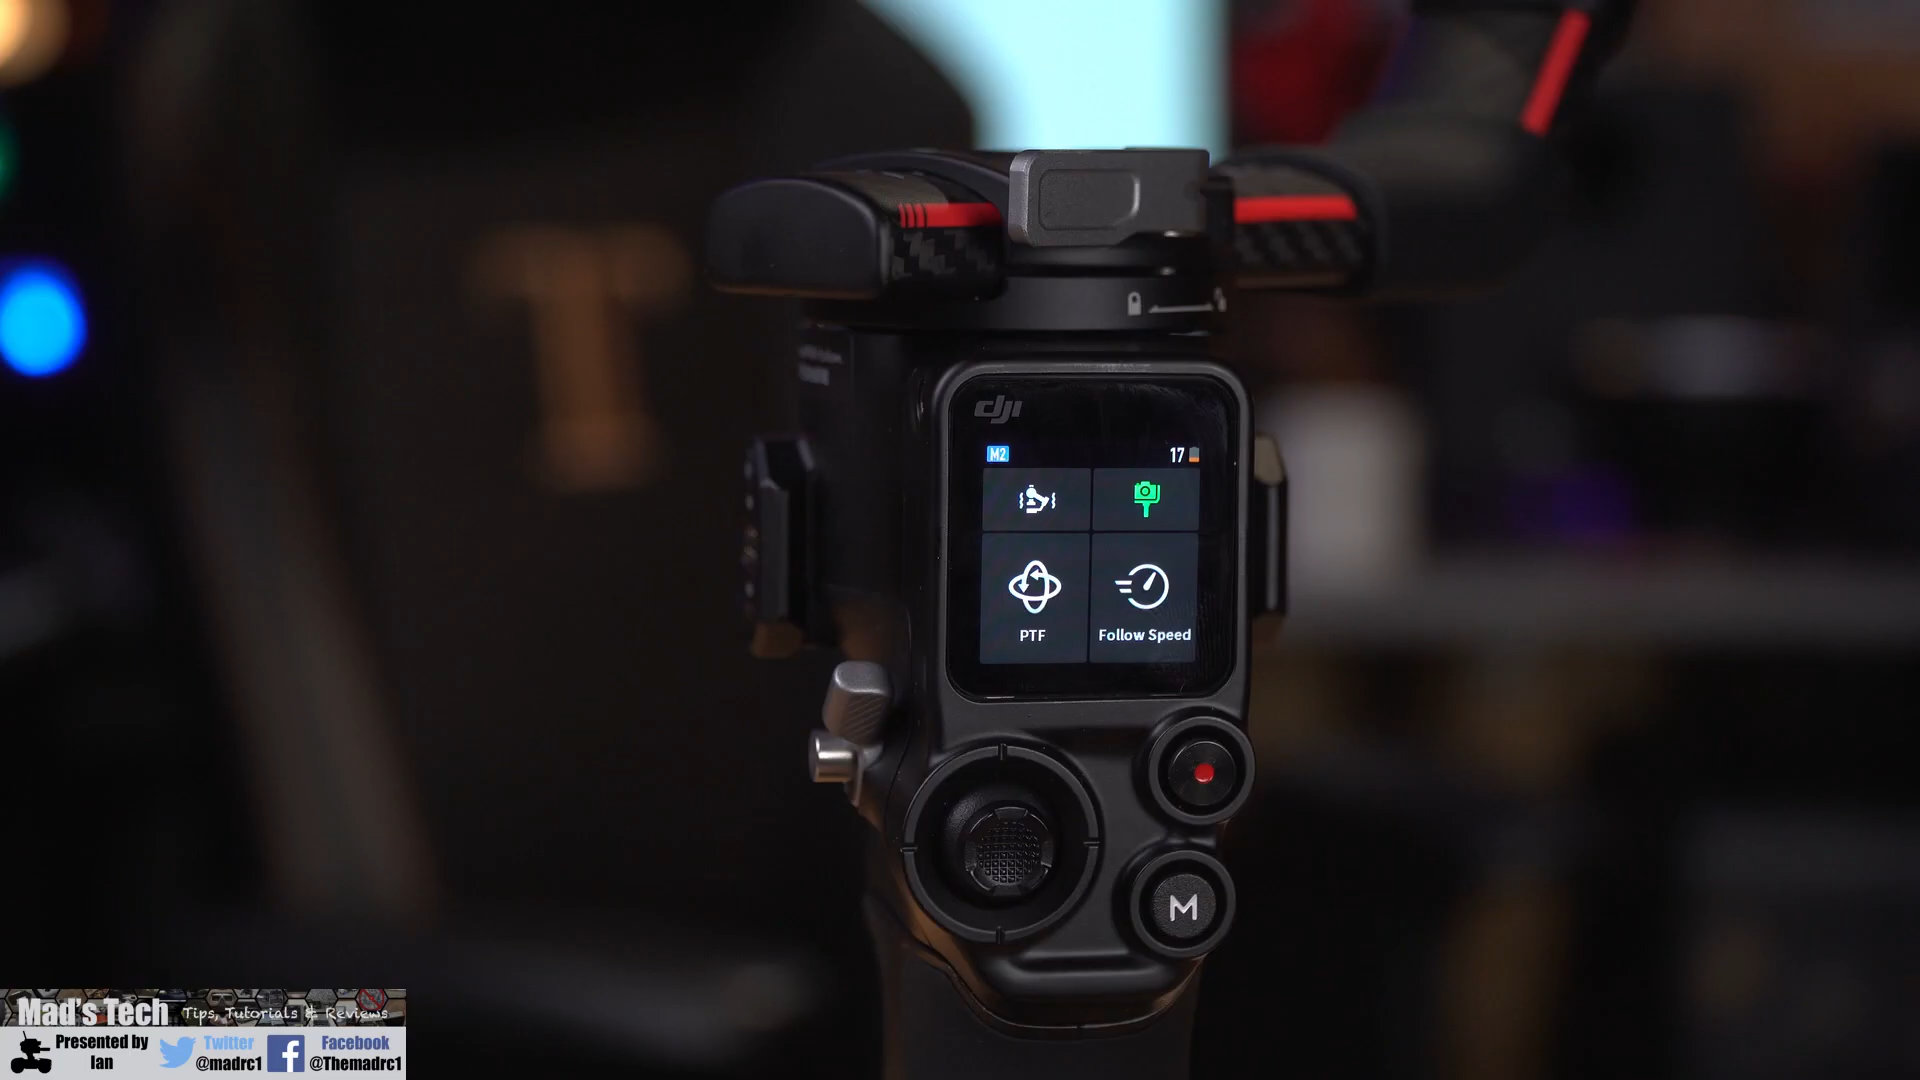 dji
M2
17
PTF
Follow Speed
M
Mad's Tech Tips, Tutorials & Reviews
Presented by
Ian
Twitter
@madrc1
Facebook
@Themadrc1
T